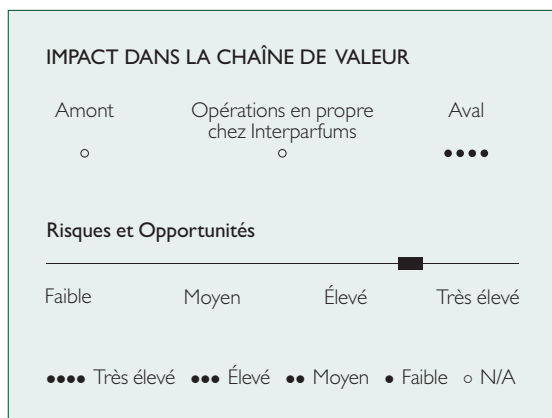 IMPACT DANS LA CHAÎNE DE VALEUR
Amont Opérations en propre Aval
chez Interparfums
○ ○ ●●●●
Risques et Opportunités
Faible Moyen Élevé Très élevé
●●●● Très élevé ●●● Élevé ●● Moyen ● Faible ○ N/A